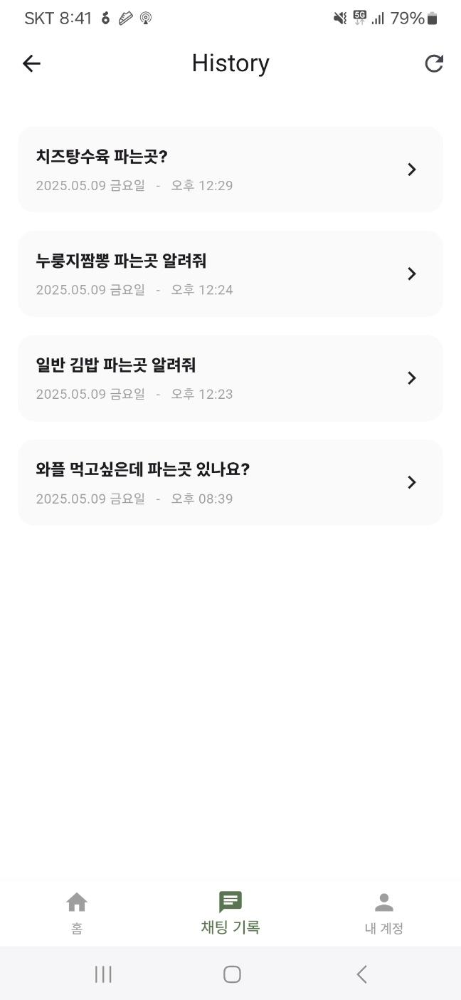 SKT 8:41 5G 79%
History
치즈탕수육 파는곳?
2025.05.09 금요일 - 오후 12:29
누룽지짬뽕 파는곳 알려줘
2025.05.09 금요일 - 오후 12:24
일반 김밥 파는곳 알려줘
2025.05.09 금요일 - 오후 12:23
와플 먹고싶은데 파는곳 있나요?
2025.05.09 금요일 - 오후 08:39
홈 채팅 기록 내 계정